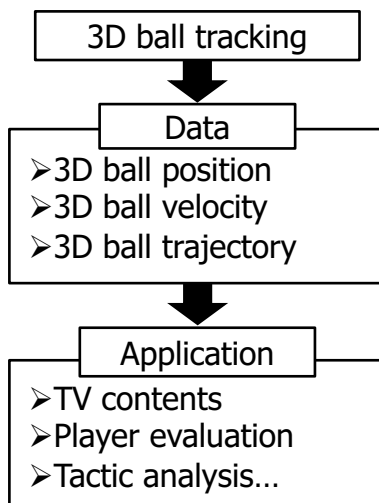 3D ball tracking
Data
➢3D ball position
➢3D ball velocity
➢3D ball trajectory
Application
➢TV contents
➢Player evaluation
➢Tactic analysis…